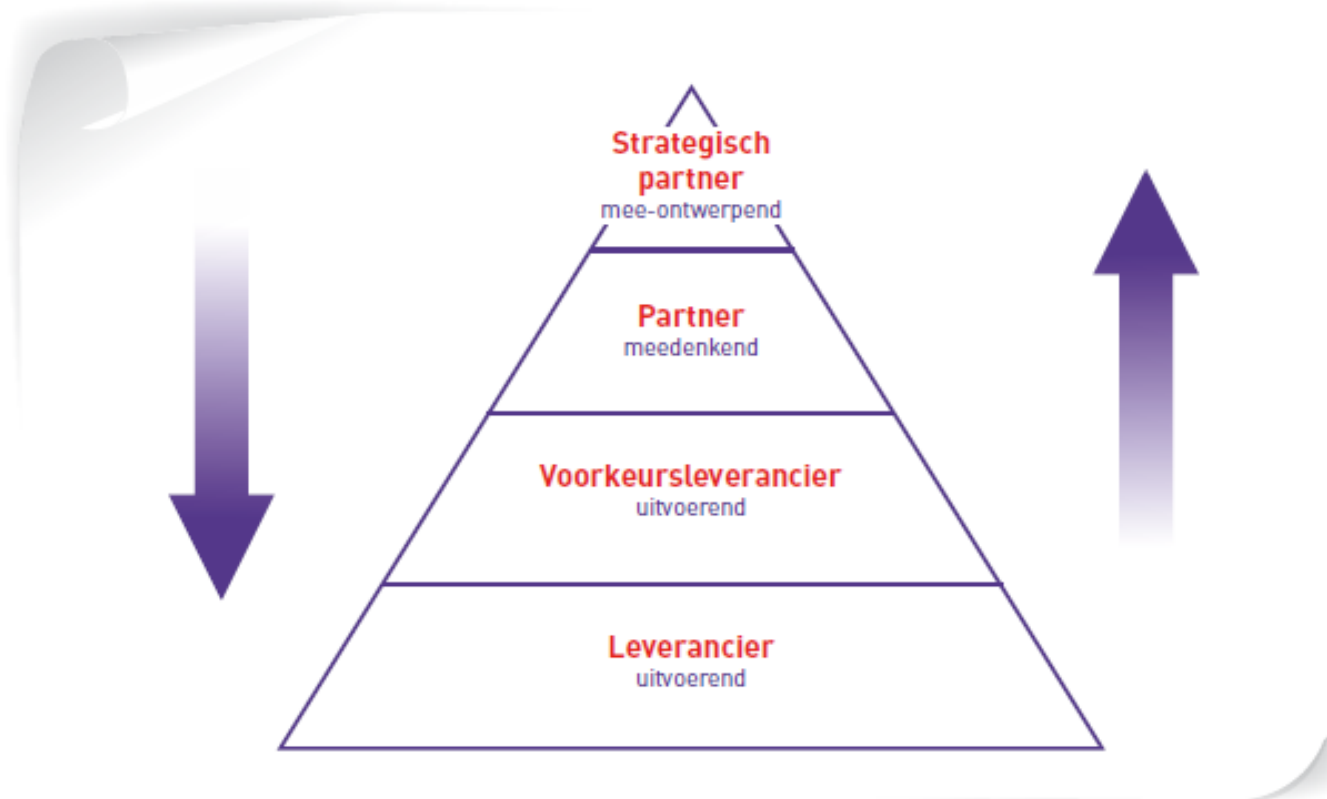 Strategisch
partner
mee-ontwerpend
Partner
meedenkend
Voorkeursleverancier
uitvoerend
Leverancier
uitvoerend